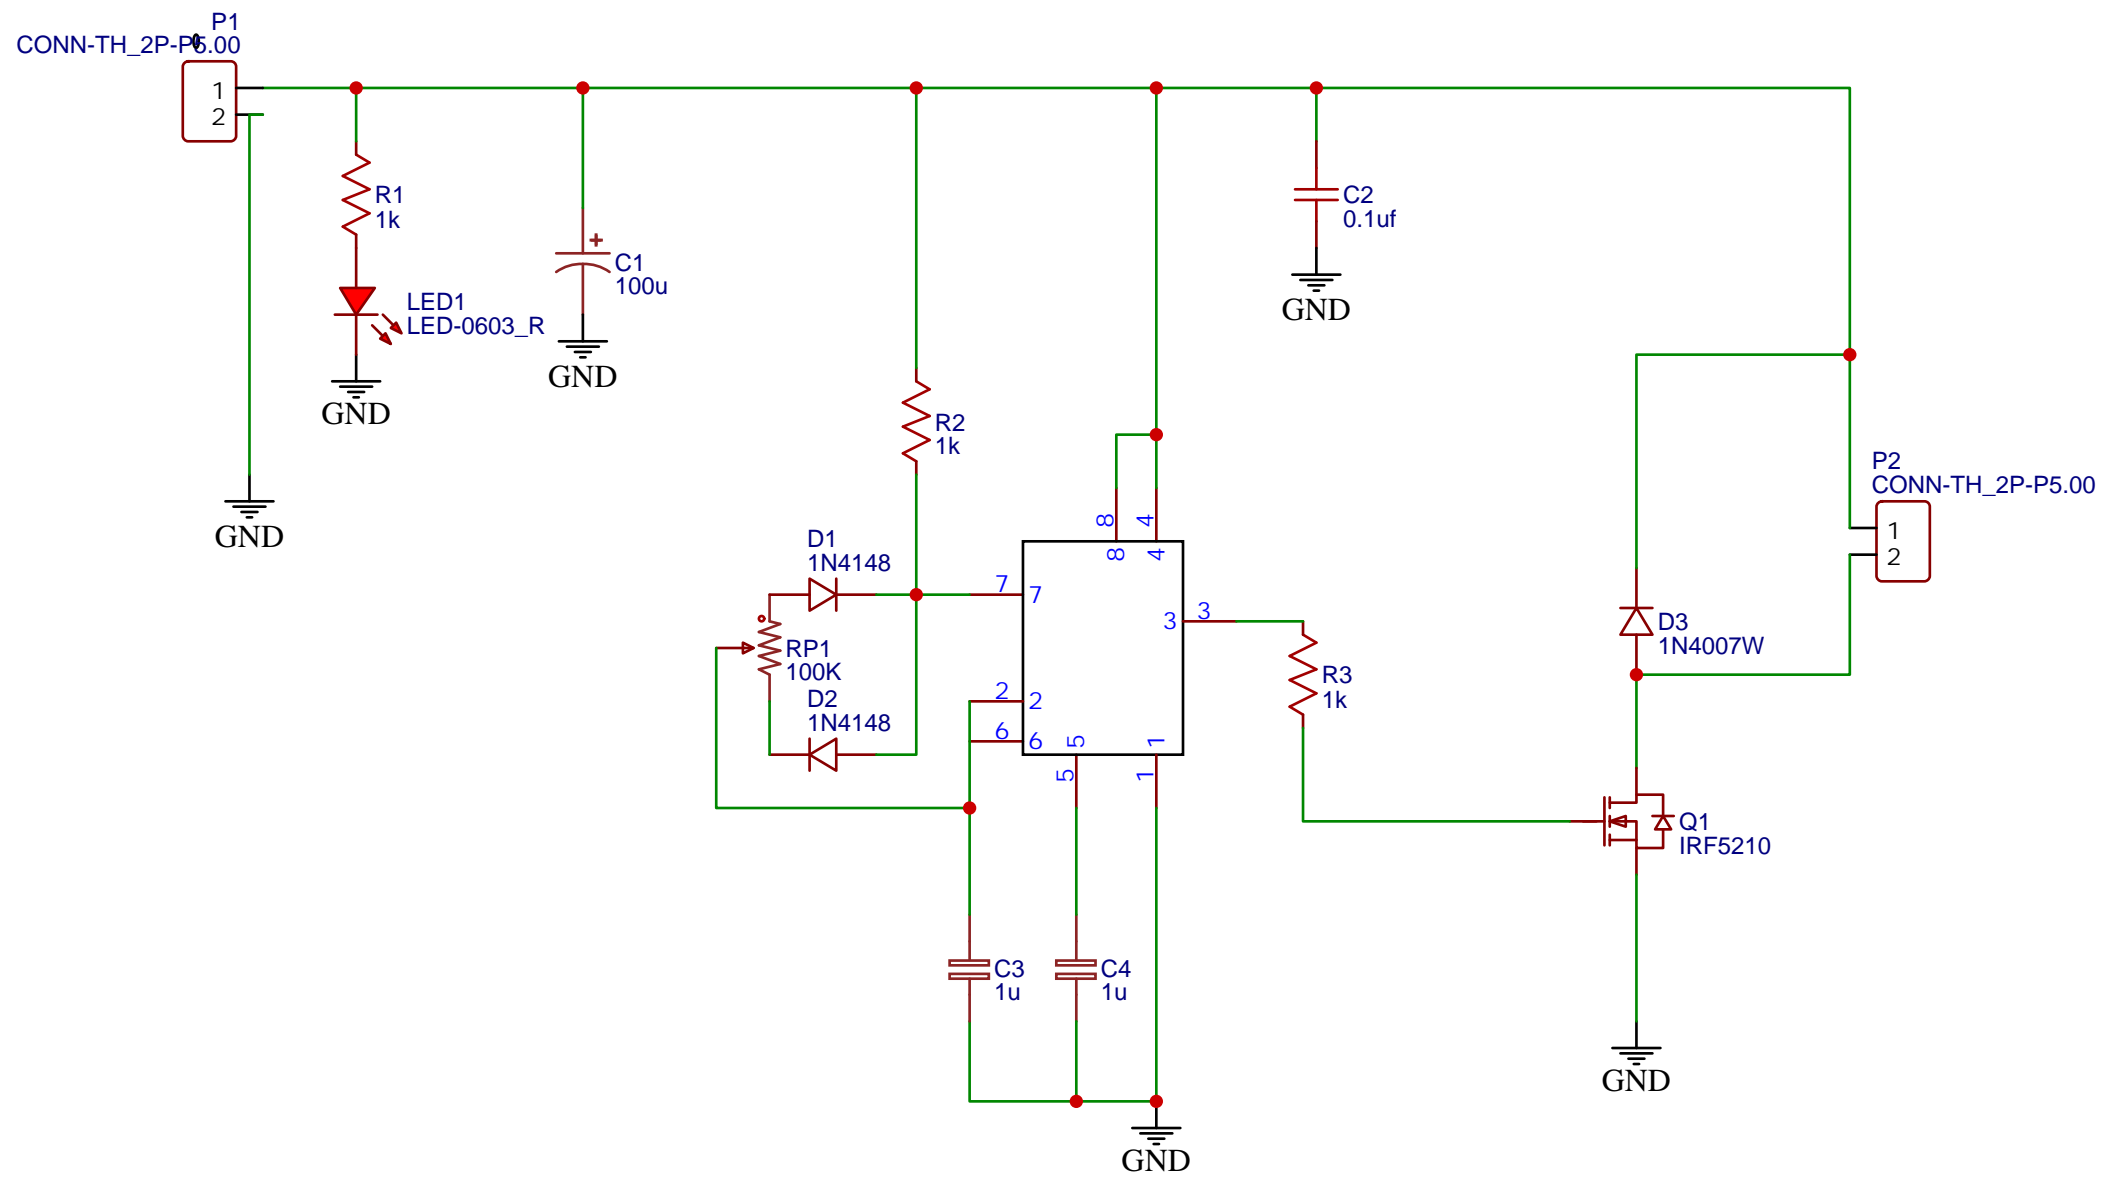 P1
CONN-TH_2P-P5.00
1
2
R1
1k
LED1
LED-0603_R
GND
GND
C1
100u
GND
R2
1k
C2
0.1uf
GND
P2
CONN-TH_2P-P5.00
1
2
D1
1N4148
RP1
100K
D2
1N4148
8
4
8
4
7
7
3
3
2
2
6
6
5
1
5
1
R3
1k
D3
1N4007W
Q1
IRF5210
GND
C3
1u
C4
1u
GND